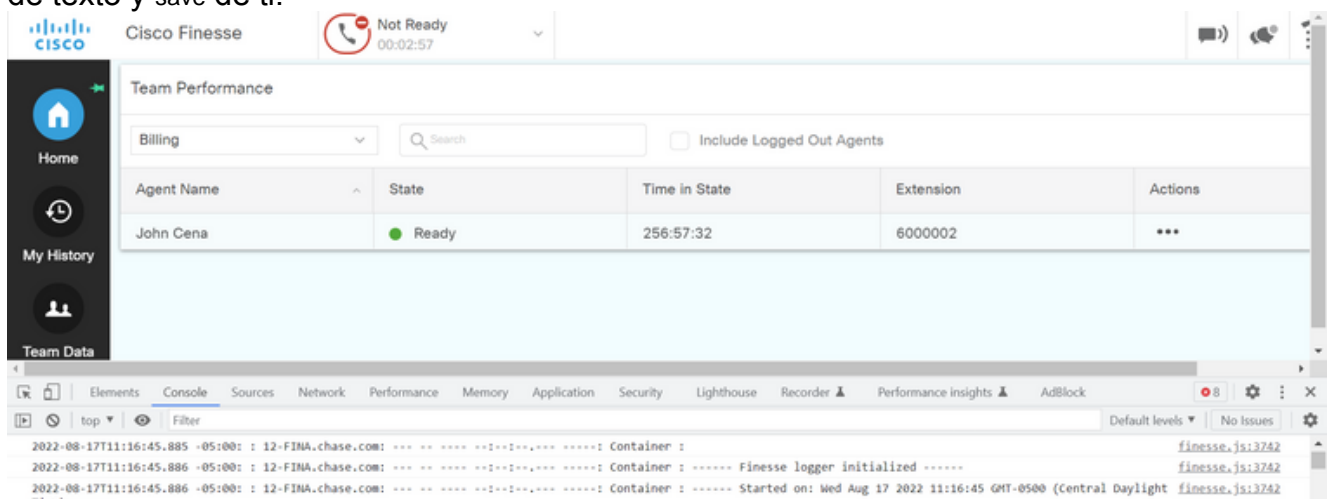 de texto y save de ti.
CISCO
Cisco Finesse
Not Ready
00:02:57
Home
My History
Team Data
Team Performance
Billing
Search
Include Logged Out Agents
Agent Name State Time in State Extension Actions
John Cena Ready 256:57:32 6000002
Elements Console Sources Network Performance Memory Application Security Lighthouse Recorder Performance insights AdBlock 8
top Filter Default levels No Issues
2022-08-17T11:16:45.885 -05:00: : 12-FINA.chase.com: --- -- ---- --:--:--.--- -----: Container : finesse.js:3742
2022-08-17T11:16:45.886 -05:00: : 12-FINA.chase.com: --- -- ---- --:--:--.--- -----: Container : ------ Finesse logger initialized ------ finesse.js:3742
2022-08-17T11:16:45.886 -05:00: : 12-FINA.chase.com: --- -- ---- --:--:--.--- -----: Container : ------ Started on: Wed Aug 17 2022 11:16:45 GMT-0500 (Central Daylight finesse.js:3742